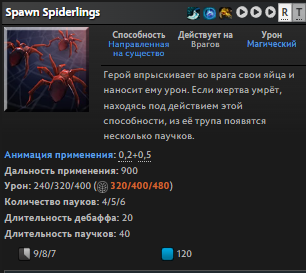 Spawn Spiderlings
R T
Способность Действует на Урон
Направленная Врагов Магический
на существо
Герой впрыскивает во врага свои яйца и
наносит ему урон. Если жертва умрёт,
находясь под действием этой
способности, из её трупа появятся
несколько паучков.
Анимация применения: 0,2+0,5
Дальность применения: 900
Урон: 240/320/400 (320/400/480)
Количество пауков: 4/5/6
Длительность дебаффа: 20
Длительность паучков: 40
9/8/7 120